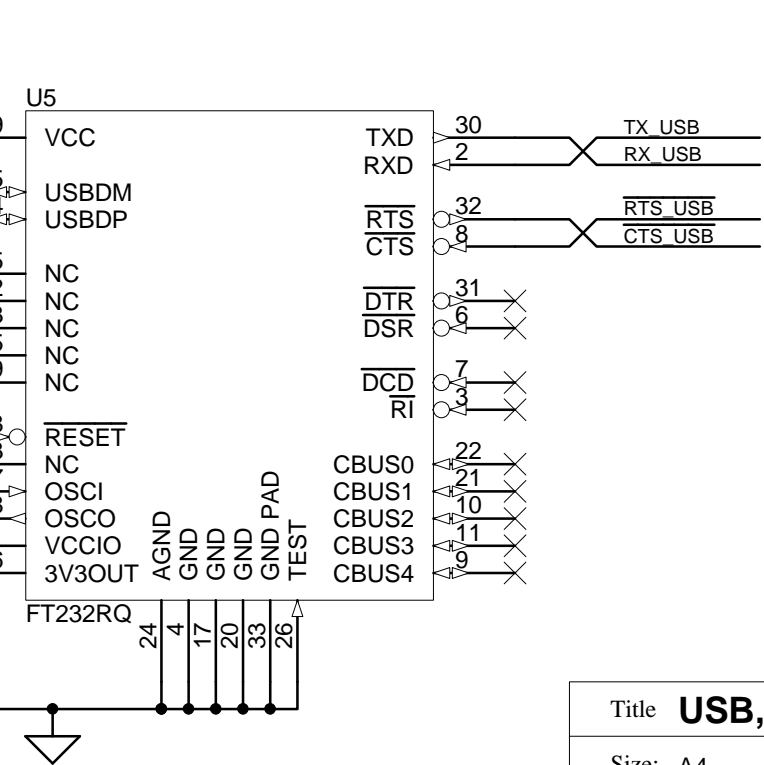 U5
VCC
TXD 30 TX_USB
RXD 2 RX_USB
USBDM
USBDP
RTS 32 RTS_USB
CTS 8 CTS_USB
NC
NC DTR 31
NC DSR 6
NC
NC DCD 7
RI 3
RESET
NC CBUS0 22
OSCI CBUS1 21
OSCO CBUS2 10
VCCIO CBUS3 11
3V3OUT CBUS4 9
AGND GND GND GND GND PAD TEST
FT232RQ
24 4 17 20 33 26
Title USB,
Size: A4